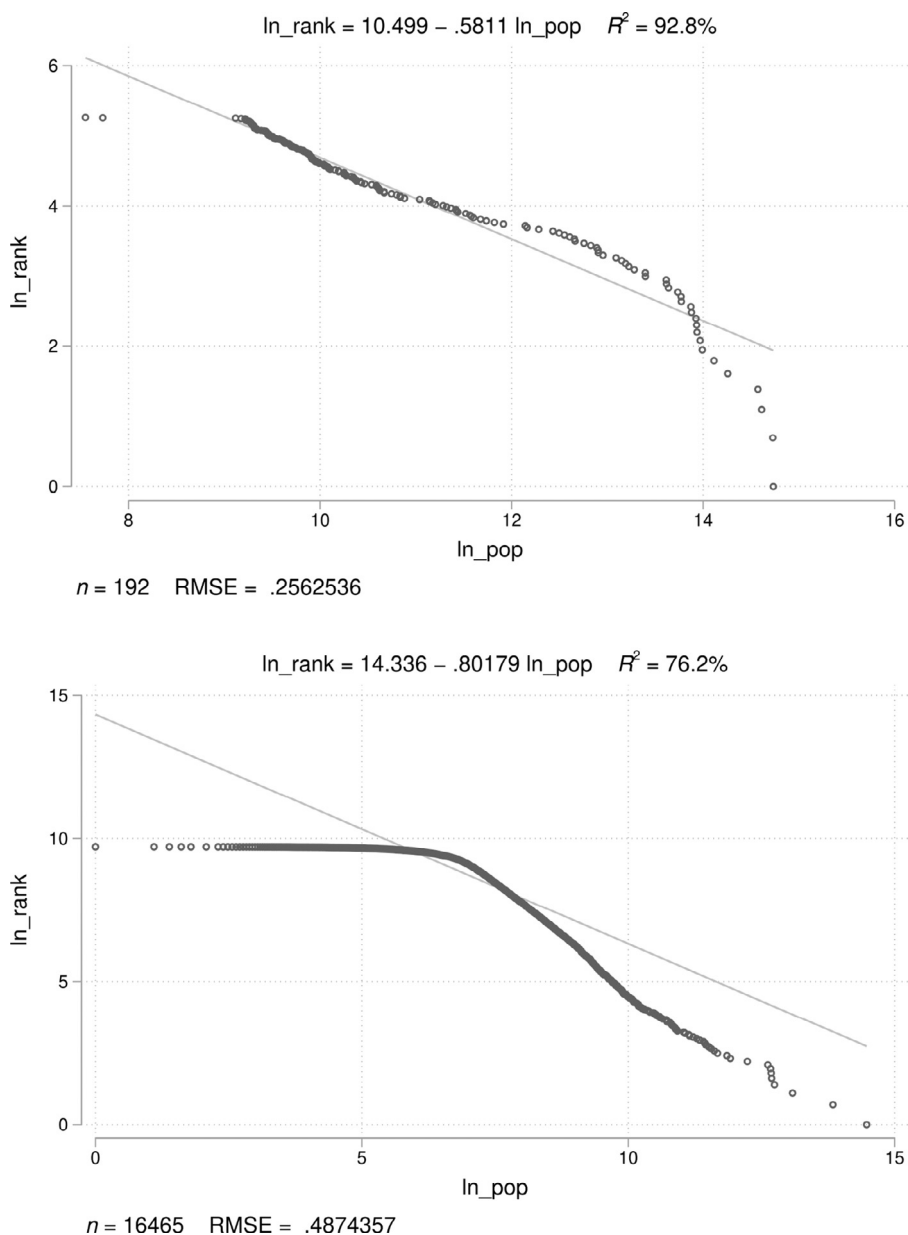 ln_rank = 10.499 – .5811 ln_pop R² = 92.8%
6
4
2
0
ln_rank
8 10 12 14 16
ln_pop
n = 192 RMSE = .2562536
ln_rank = 14.336 – .80179 ln_pop R² = 76.2%
15
10
5
0
ln_rank
0 5 10 15
ln_pop
n = 16465 RMSE = .4874357